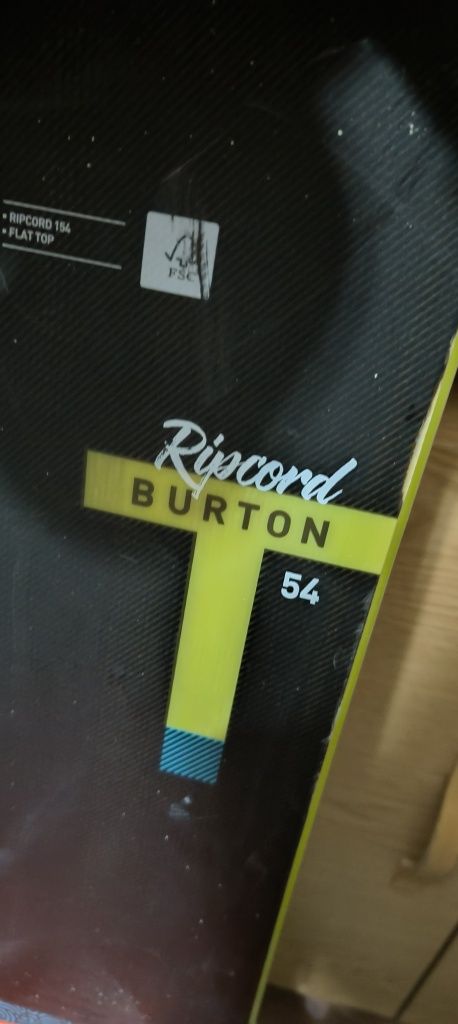 • RIPCORD 154
• FLAT TOP
FSC
Ripcord
BURTON
54